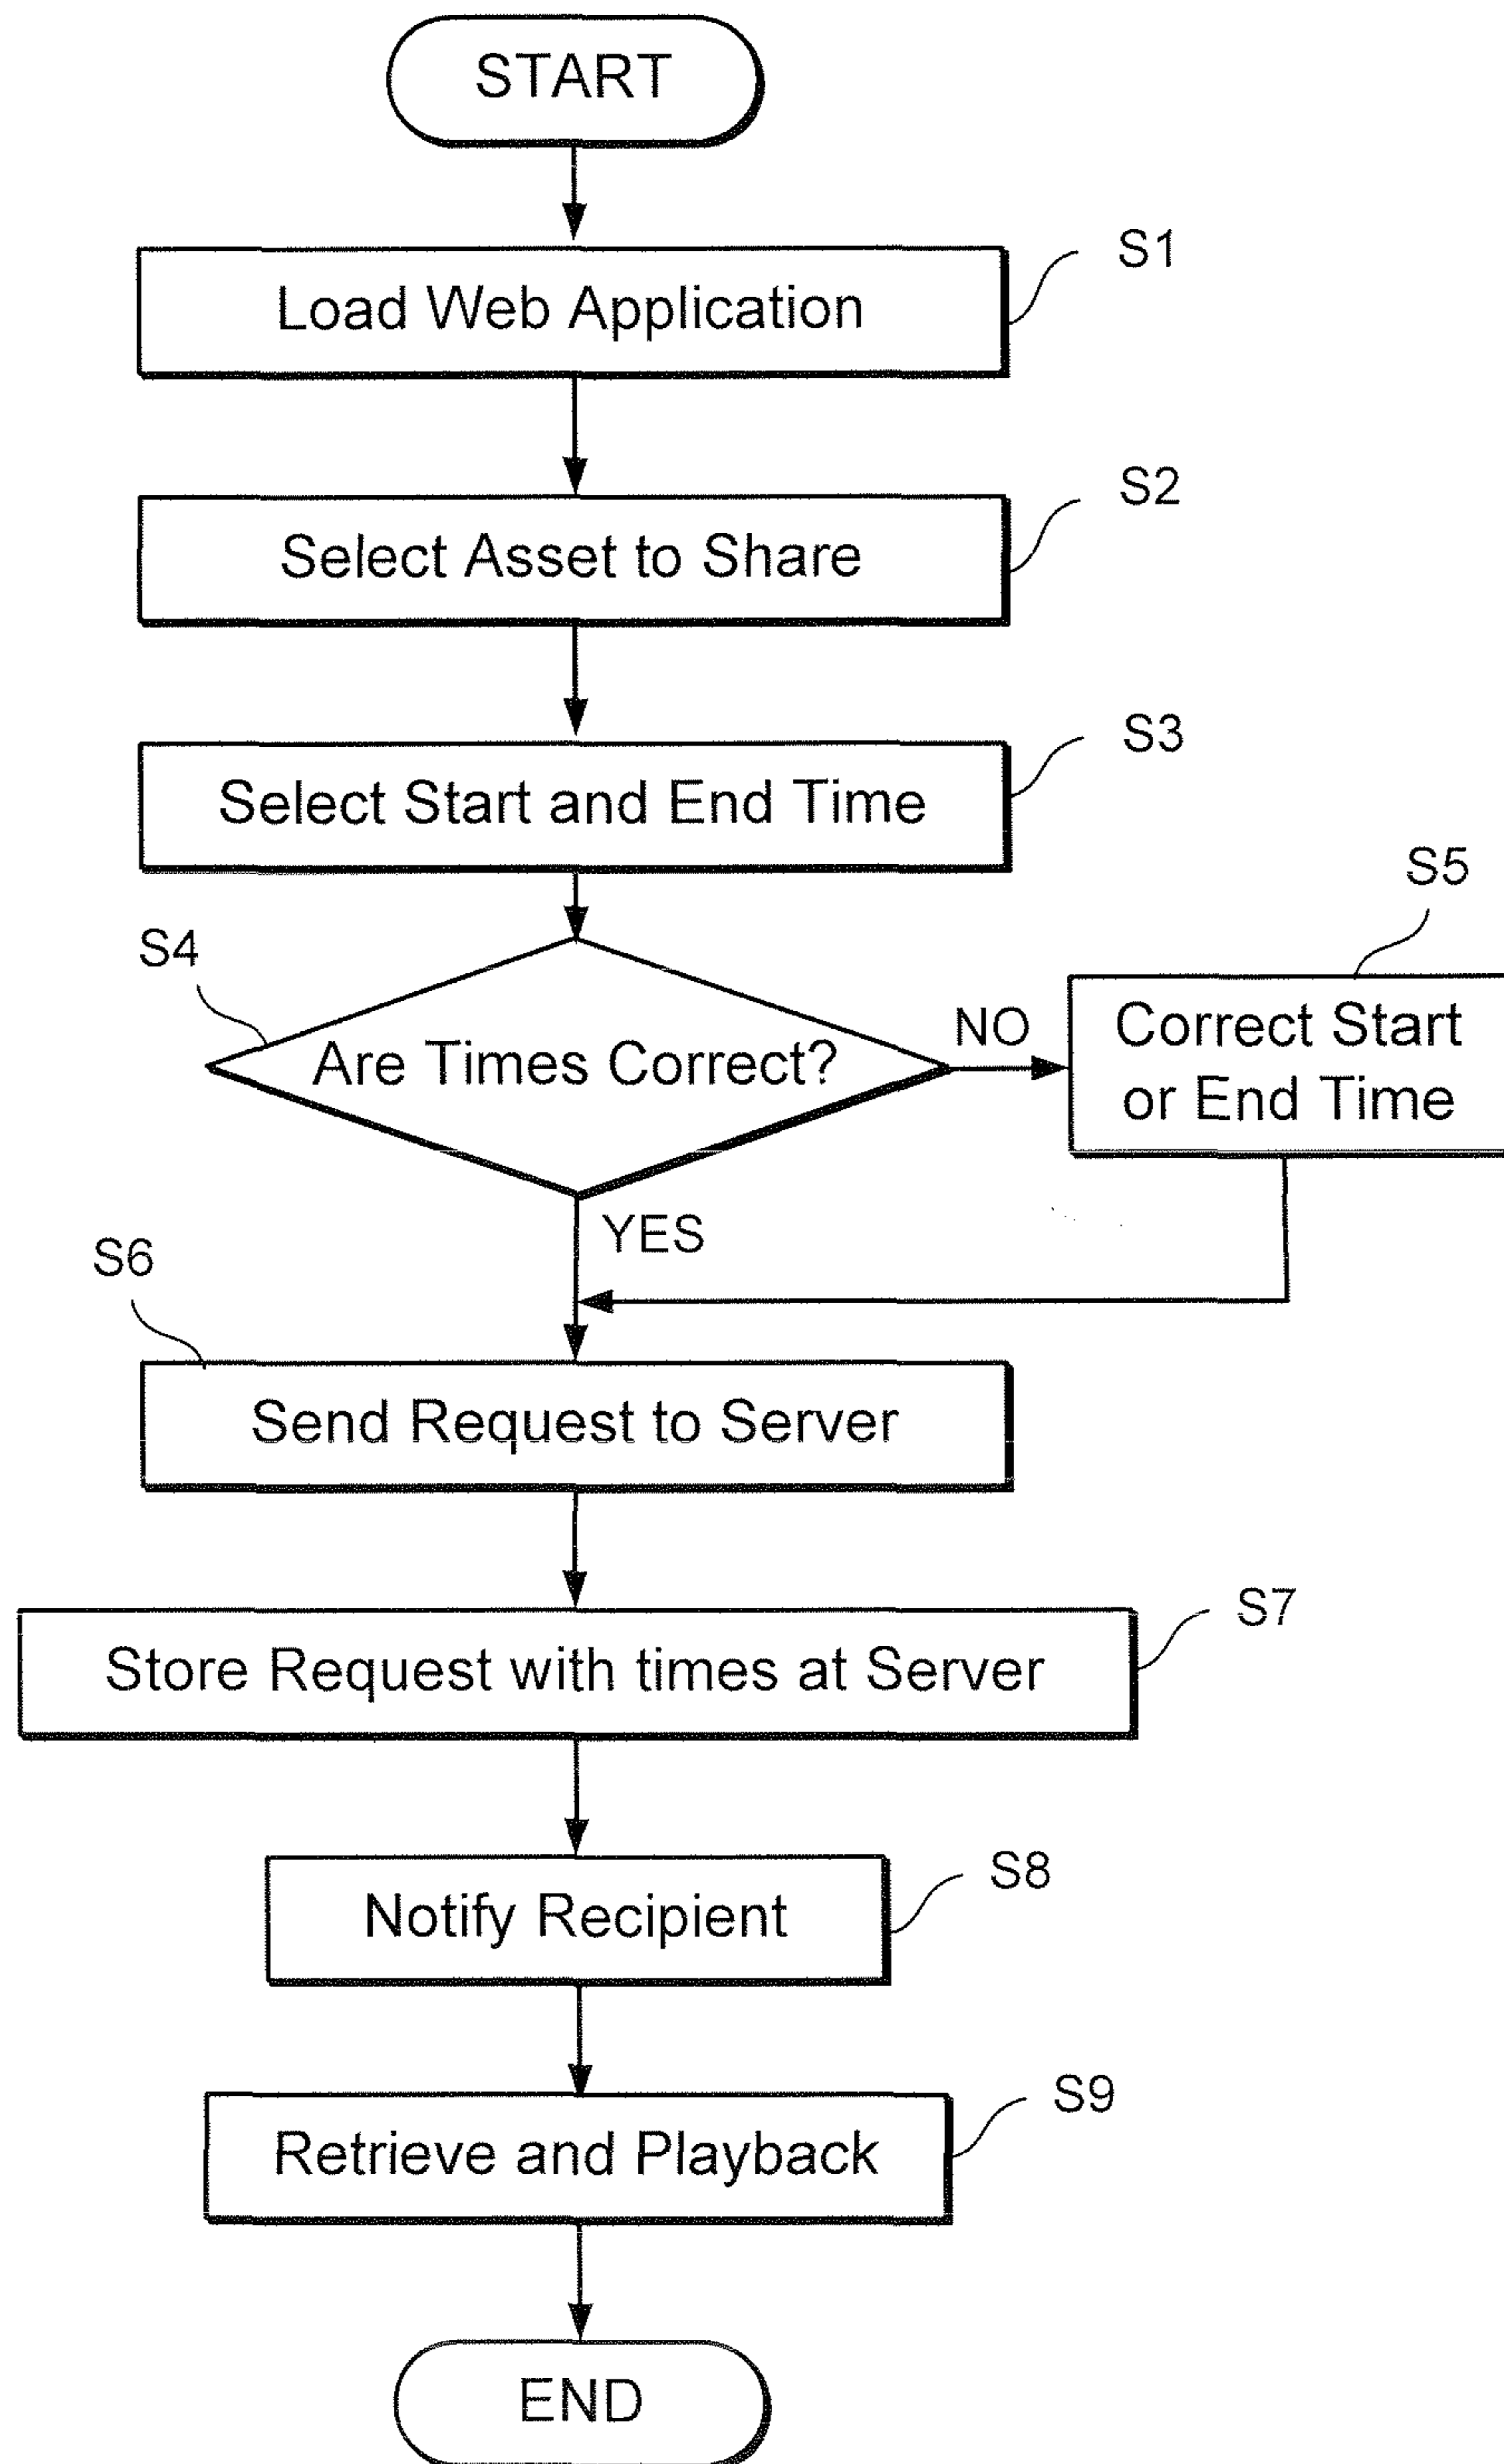 START
Load Web Application
S1
Select Asset to Share
S2
Select Start and End Time
S3
S4
Are Times Correct?
NO
S5
Correct Start
or End Time
YES
S6
Send Request to Server
Store Request with times at Server
S7
Notify Recipient
S8
Retrieve and Playback
S9
END